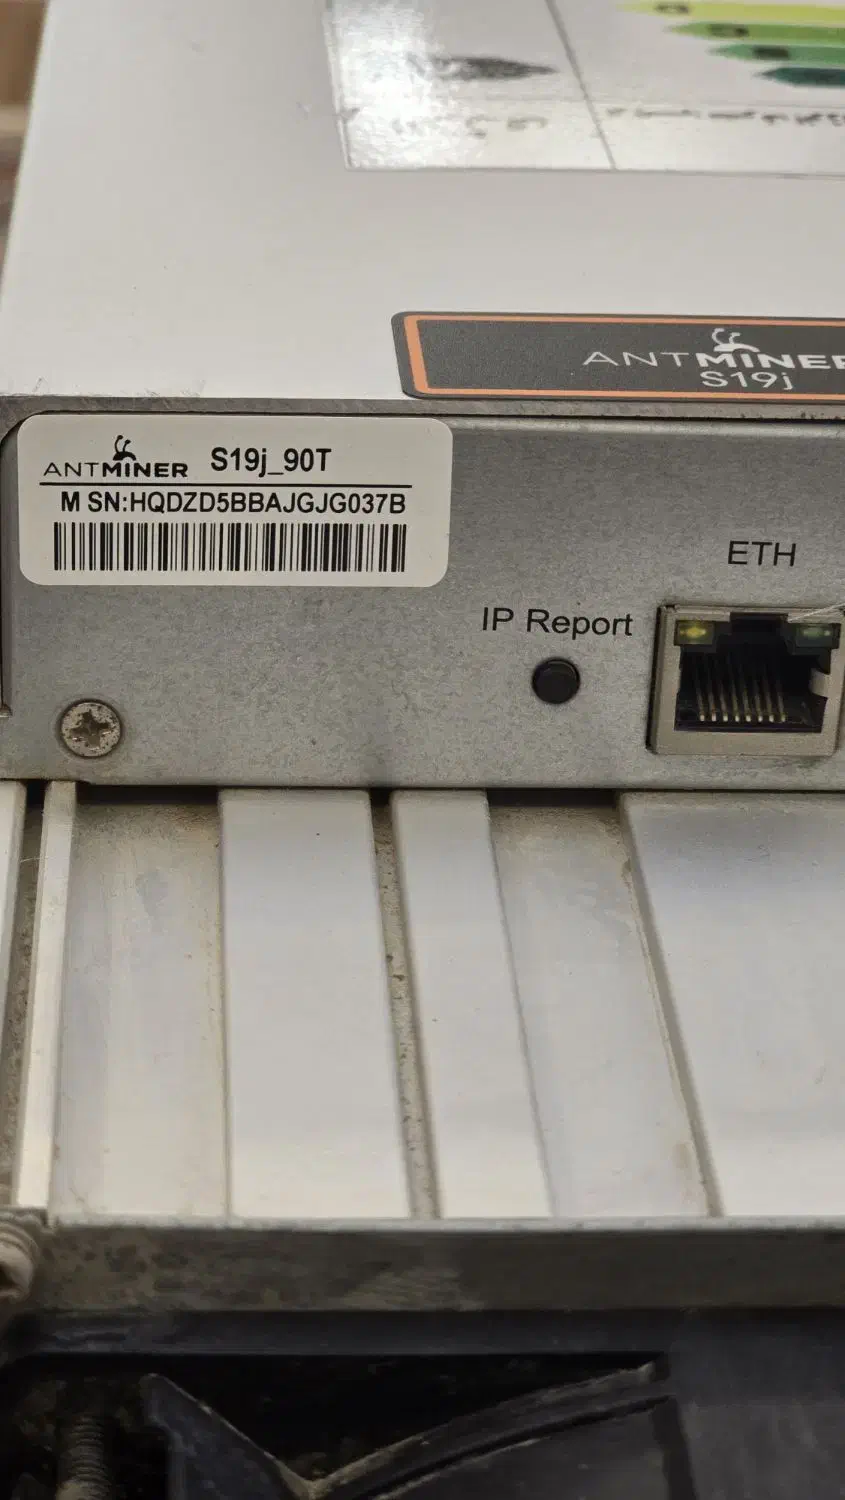 ANTMINER
S19j
ANTMINER S19j_90T
M SN:HQDZD5BBAJGJG037B
ETH
IP Report